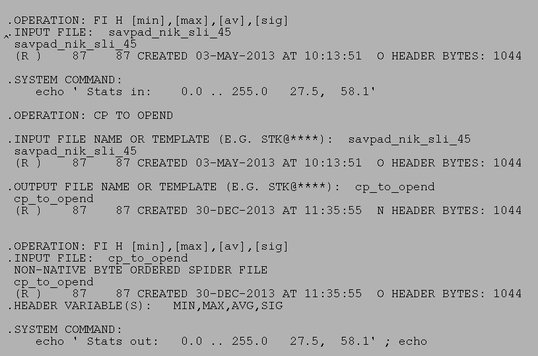 .OPERATION: FI H [min],[max],[av],[sig]
.INPUT FILE: savpad_nik_sli_45
savpad_nik_sli_45
(R ) 87 87 CREATED 03-MAY-2013 AT 10:13:51 O HEADER BYTES: 1044
.SYSTEM COMMAND:
echo ' Stats in: 0.0 .. 255.0 27.5, 58.1'
.OPERATION: CP TO OPEND
.INPUT FILE NAME OR TEMPLATE (E.G. STK@****): savpad_nik_sli_45
savpad_nik_sli_45
(R ) 87 87 CREATED 03-MAY-2013 AT 10:13:51 O HEADER BYTES: 1044
.OUTPUT FILE NAME OR TEMPLATE (E.G. STK@****): cp_to_opend
cp_to_opend
(R ) 87 87 CREATED 30-DEC-2013 AT 11:35:55 N HEADER BYTES: 1044
.OPERATION: FI H [min],[max],[av],[sig]
.INPUT FILE: cp_to_opend
NON-NATIVE BYTE ORDERED SPIDER FILE
cp_to_opend
(R ) 87 87 CREATED 30-DEC-2013 AT 11:35:55 O HEADER BYTES: 1044
.HEADER VARIABLE(S): MIN,MAX,AVG,SIG
.SYSTEM COMMAND:
echo ' Stats out: 0.0 .. 255.0 27.5, 58.1' ; echo